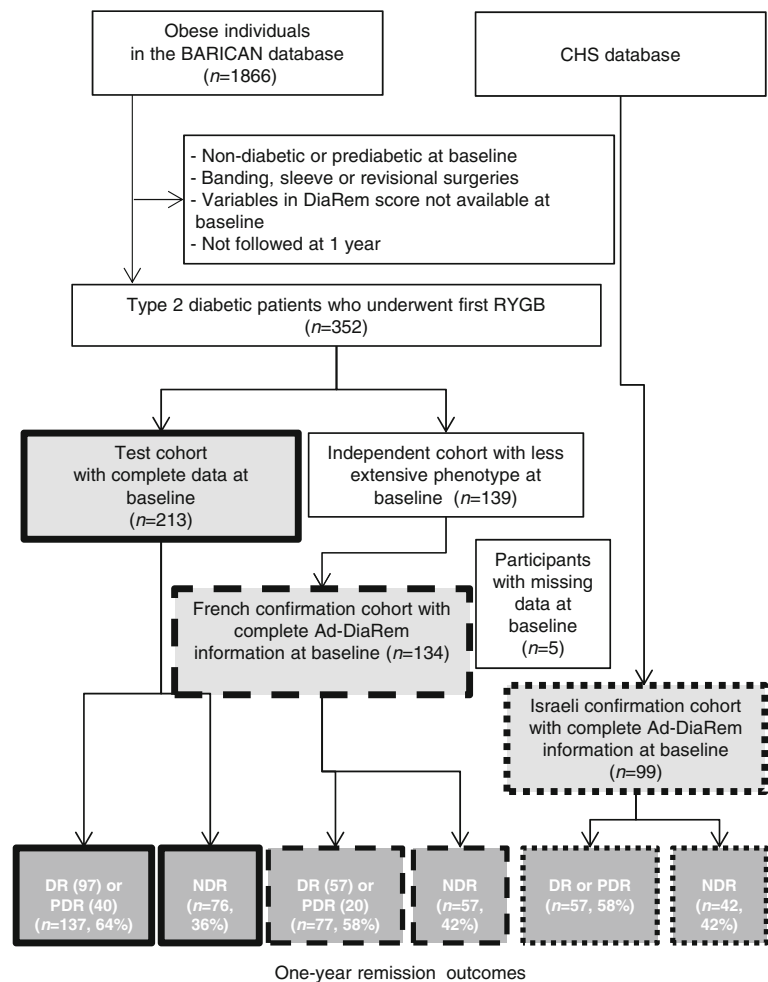 Obese individuals
in the BARICAN database
(n=1866)
CHS database
- Non-diabetic or prediabetic at baseline
- Banding, sleeve or revisional surgeries
- Variables in DiaRem score not available at
baseline
- Not followed at 1 year
Type 2 diabetic patients who underwent first RYGB
(n=352)
Test cohort
with complete data at
baseline
(n=213)
Independent cohort with less
extensive phenotype at
baseline (n=139)
Participants
with missing
data at
baseline
(n=5)
French confirmation cohort with
complete Ad-DiaRem
information at baseline (n=134)
Israeli confirmation cohort
with complete Ad-DiaRem
information at baseline
(n=99)
DR (97) or
PDR (40)
(n=137, 64%)
NDR
(n=76,
36%)
DR (57) or
PDR (20)
(n=77, 58%)
NDR
(n=57,
42%)
DR or PDR
(n=57, 58%)
NDR
(n=42,
42%)
One-year remission outcomes